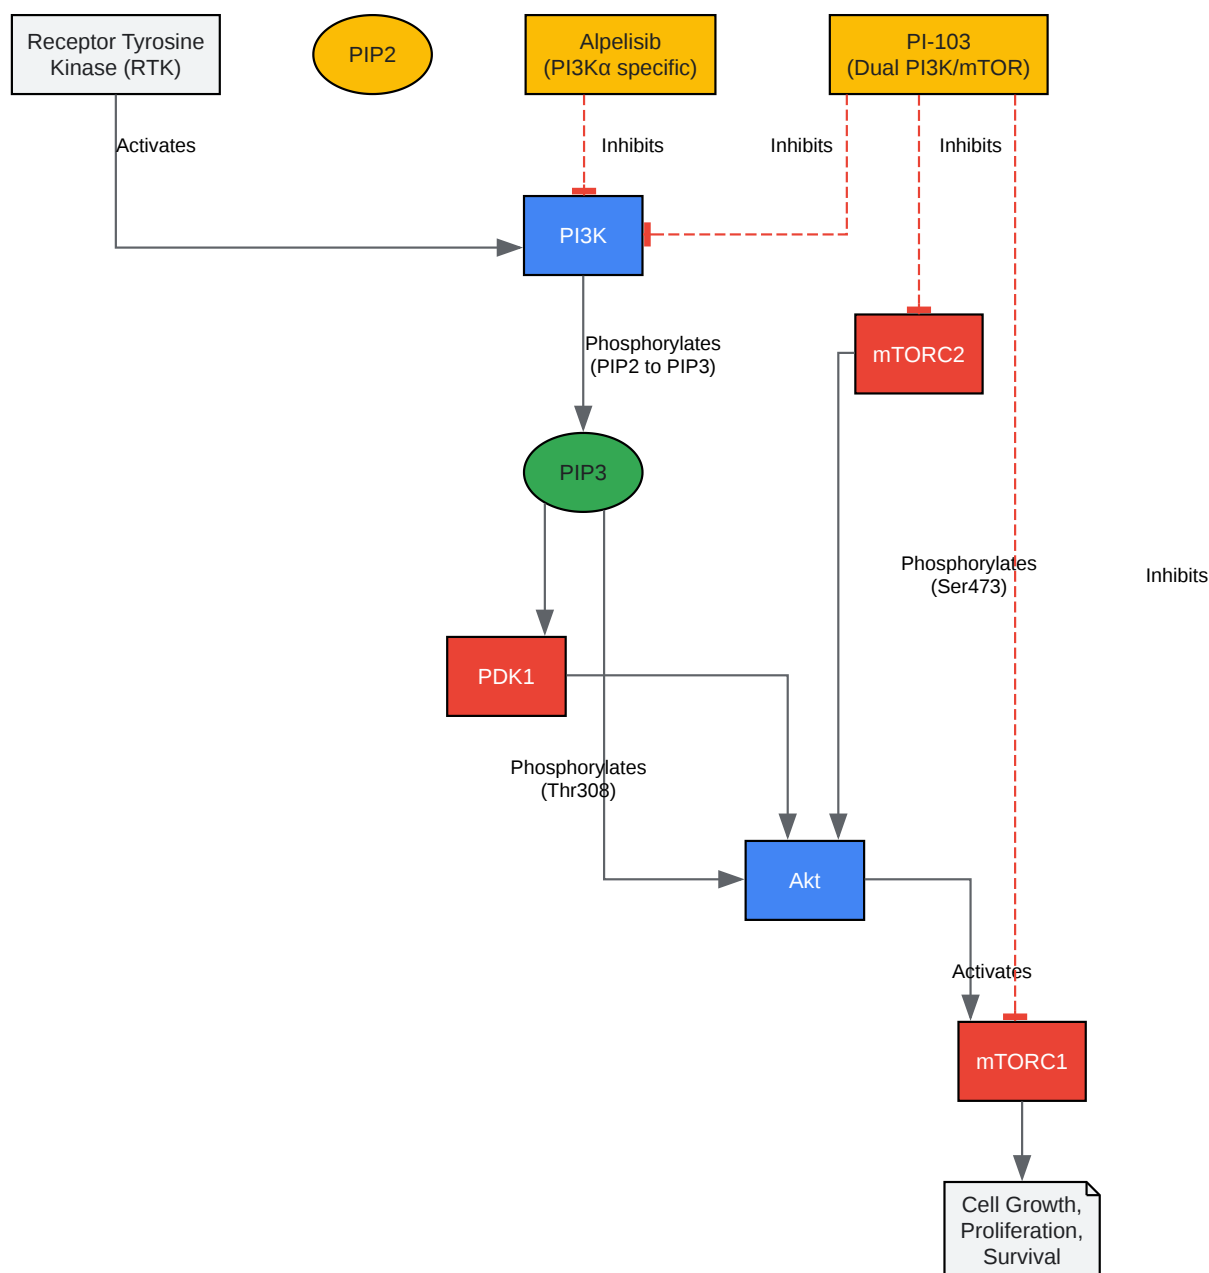 Receptor Tyrosine
Kinase (RTK)
PIP2
Alpelisib
(PI3Kα specific)
PI-103
(Dual PI3K/mTOR)
Activates
Inhibits
Inhibits
Inhibits
PI3K
Phosphorylates
(PIP2 to PIP3)
mTORC2
PIP3
Phosphorylates
(Ser473)
Inhibits
PDK1
Phosphorylates
(Thr308)
Akt
Activates
mTORC1
Cell Growth,
Proliferation,
Survival